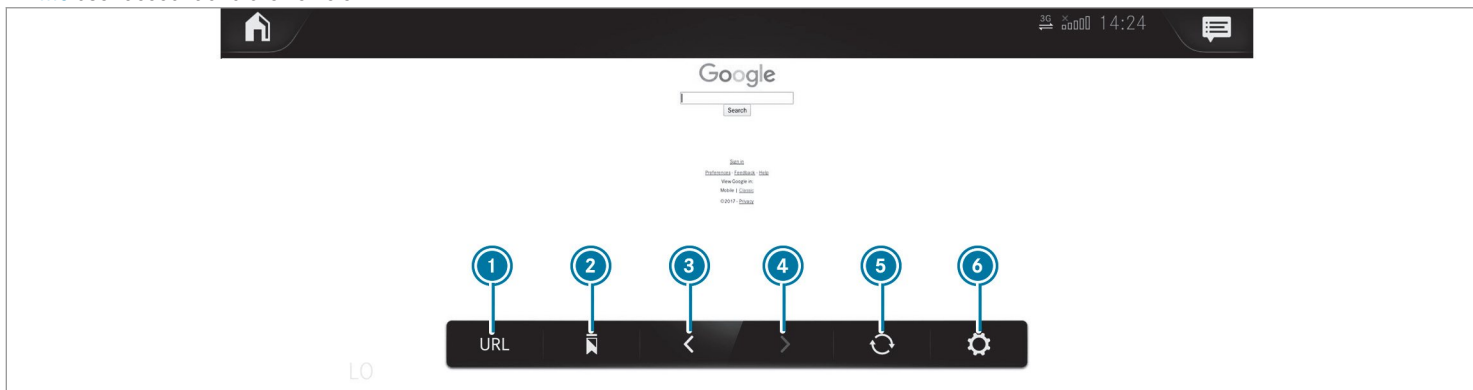 3G 14:24
Google
Search
Sign in
Preferences - Feedback - Help
View Google in:
Mobile | Classic
©2017 - Privacy
1 2 3 4 5 6
URL
LO